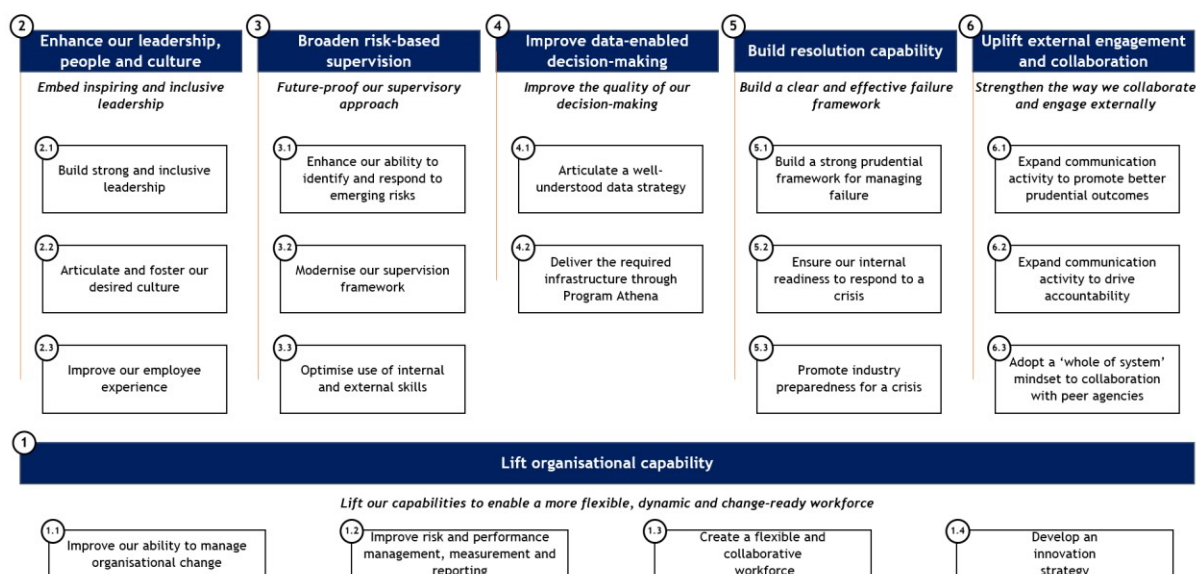 2
Enhance our leadership,
people and culture
Embed inspiring and inclusive
leadership
2.1
Build strong and inclusive
leadership
2.2
Articulate and foster our
desired culture
2.3
Improve our employee
experience
3
Broaden risk-based
supervision
Future-proof our supervisory
approach
3.1
Enhance our ability to
identify and respond to
emerging risks
3.2
Modernise our supervision
framework
3.3
Optimise use of internal
and external skills
4
Improve data-enabled
decision-making
Improve the quality of our
decision-making
4.1
Articulate a well-
understood data strategy
4.2
Deliver the required
infrastructure through
Program Athena
5
Build resolution capability
Build a clear and effective failure
framework
5.1
Build a strong prudential
framework for managing
failure
5.2
Ensure our internal
readiness to respond to a
crisis
5.3
Promote industry
preparedness for a crisis
6
Uplift external engagement
and collaboration
Strengthen the way we collaborate
and engage externally
6.1
Expand communication
activity to promote better
prudential outcomes
6.2
Expand communication
activity to drive
accountability
6.3
Adopt a ‘whole of system’
mindset to collaboration
with peer agencies
1
Lift organisational capability
Lift our capabilities to enable a more flexible, dynamic and change-ready workforce
1.1
Improve our ability to manage
organisational change
1.2
Improve risk and performance
management, measurement and
reporting
1.3
Create a flexible and
collaborative
workforce
1.4
Develop an
innovation
strategy